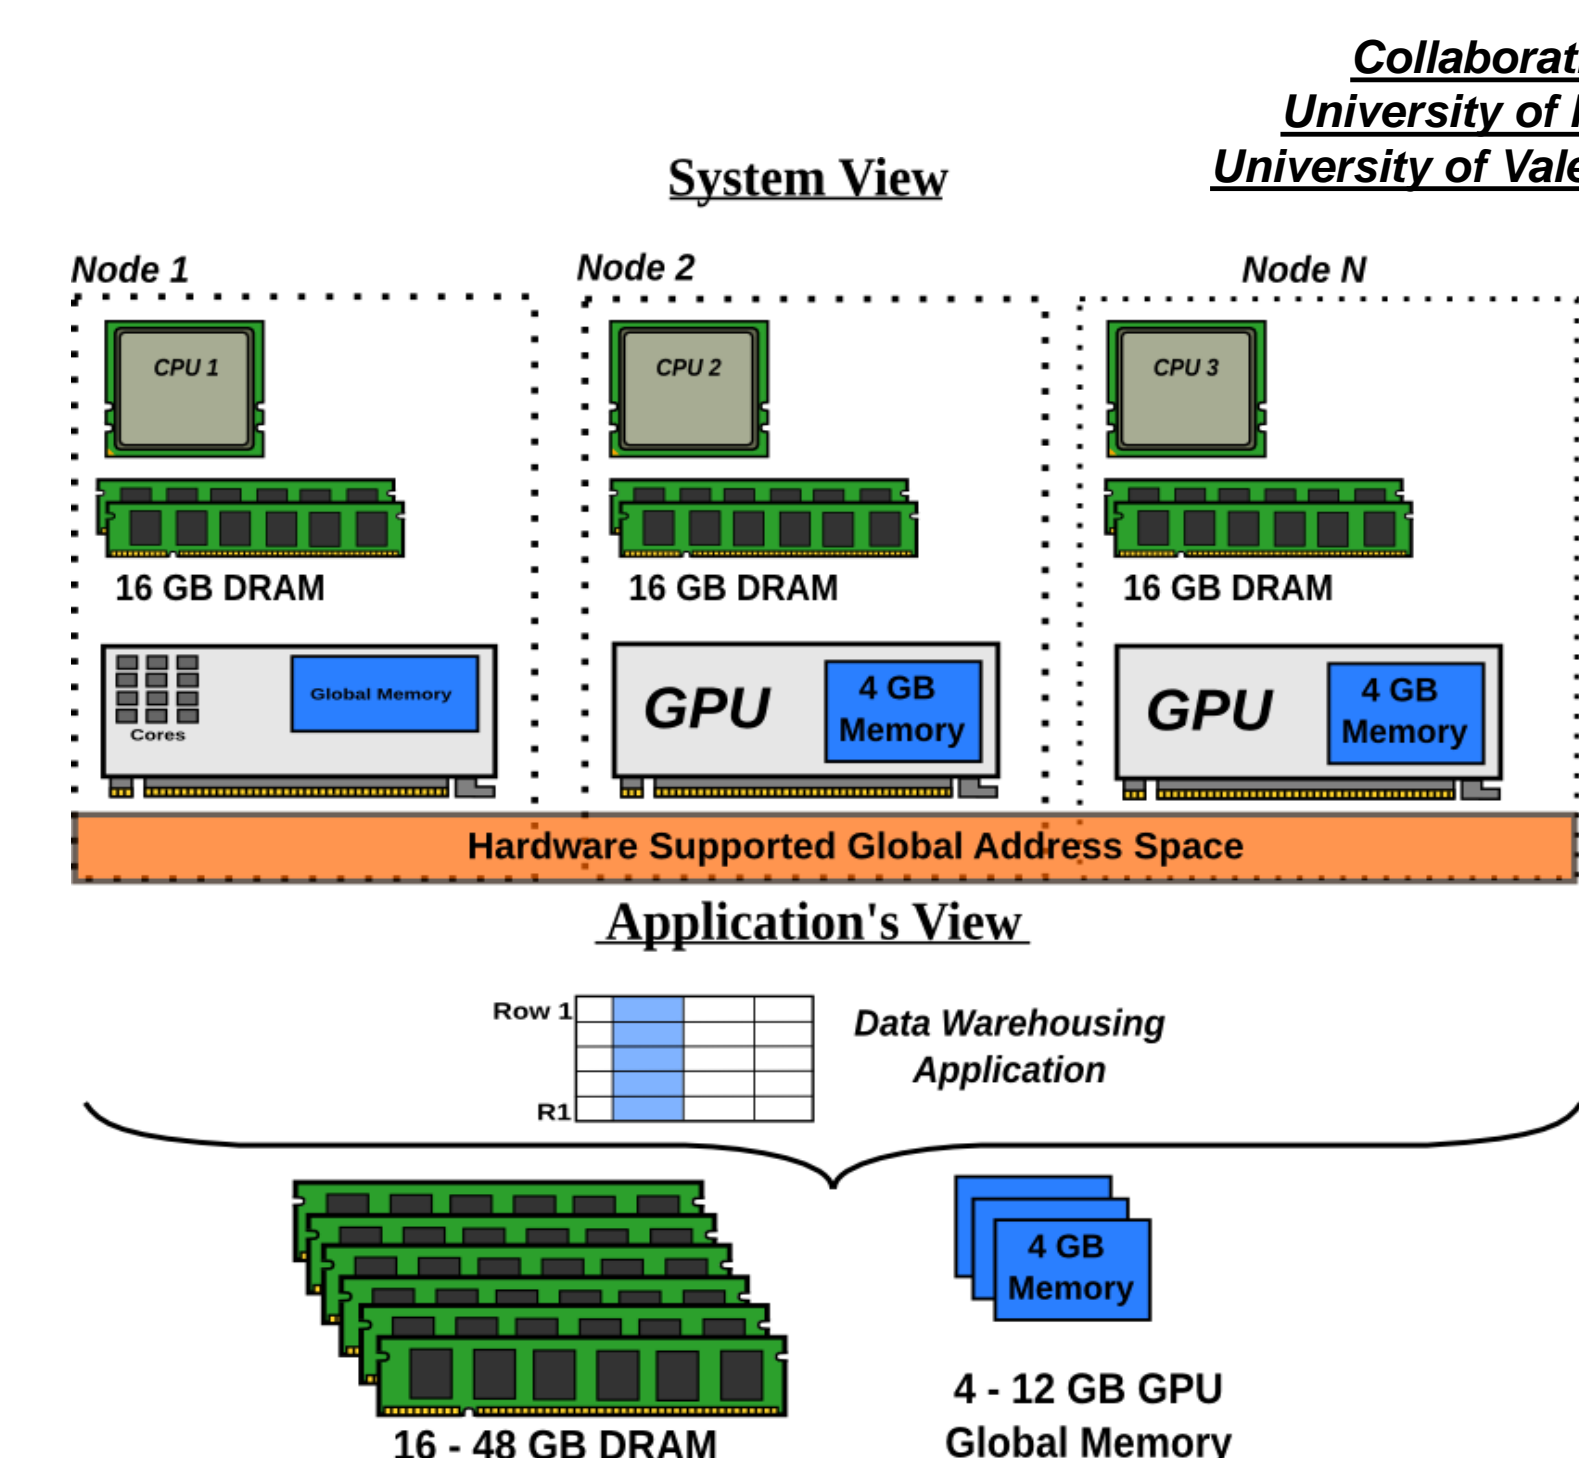 University of
University of
System View
Node 1
Node 2
Node N
CPU 1
CPU 2
CPU 3
16 GB DRAM
16 GB DRAM
16 GB DRAM
Cores
Global Memory
GPU
4 GB
Memory
GPU
4 GB
Memory
Hardware Supported Global Address Space
Application's View
Row 1
R1
Data Warehousing
Application
4 GB
Memory
16 - 48 GB DRAM
4 - 12 GB GPU
Global Memory